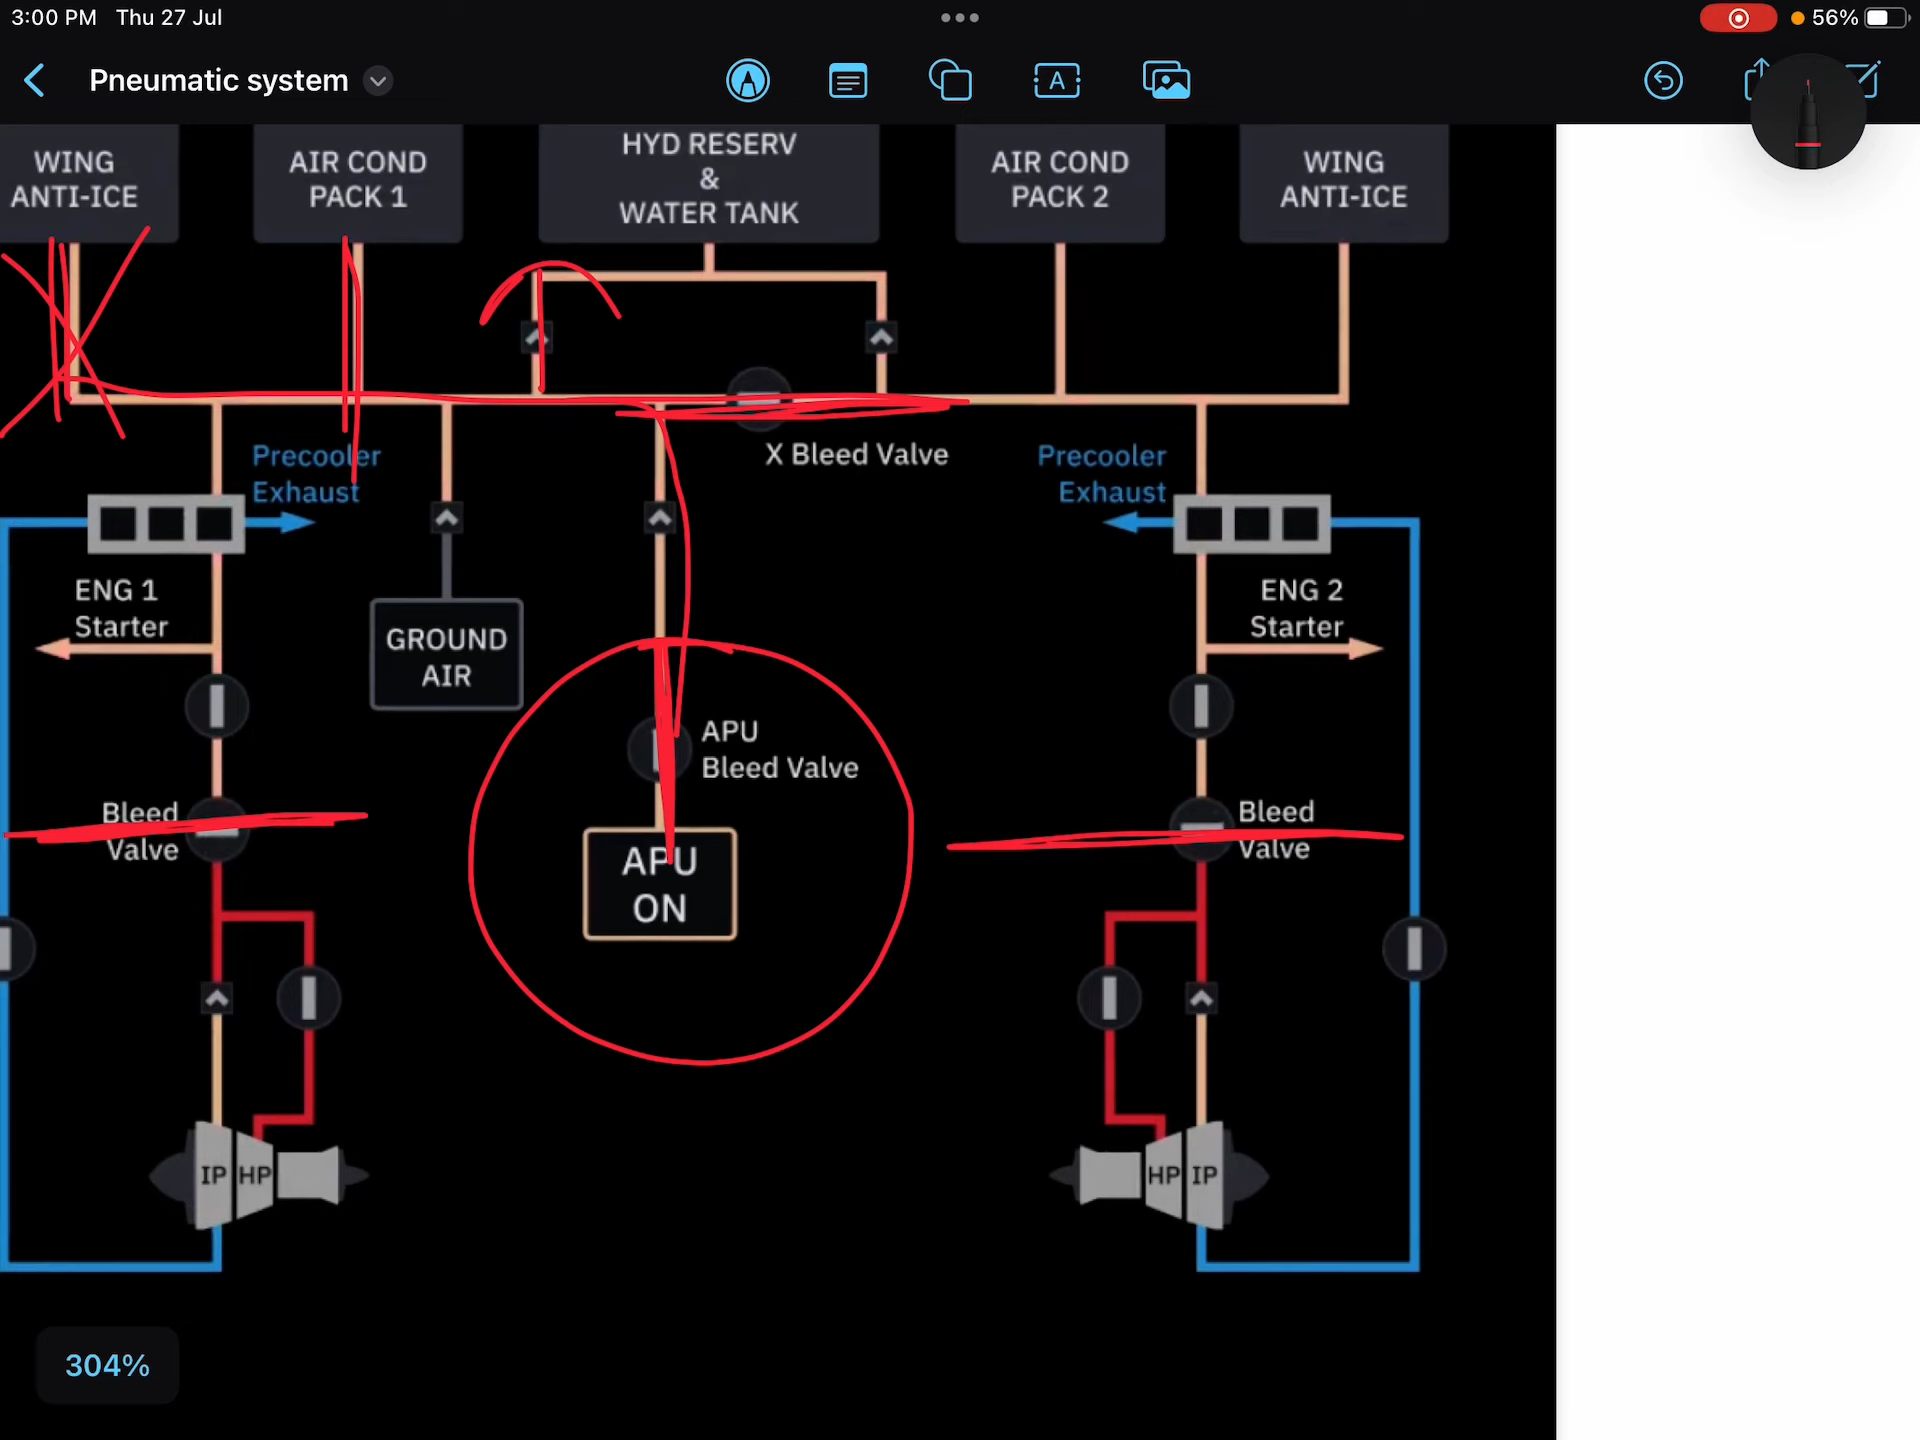 3:00 PM Thu 27 Jul
56%
Pneumatic system
A
WING
ANTI-ICE
AIR COND
PACK 1
HYD RESERV
&
WATER TANK
AIR COND
PACK 2
WING
ANTI-ICE
X Bleed Valve
Precooler
Exhaust
Precooler
Exhaust
ENG 1
Starter
GROUND
AIR
ENG 2
Starter
APU
Bleed Valve
Bleed
Valve
APU
ON
Bleed
Valve
IP HP
HP IP
304%